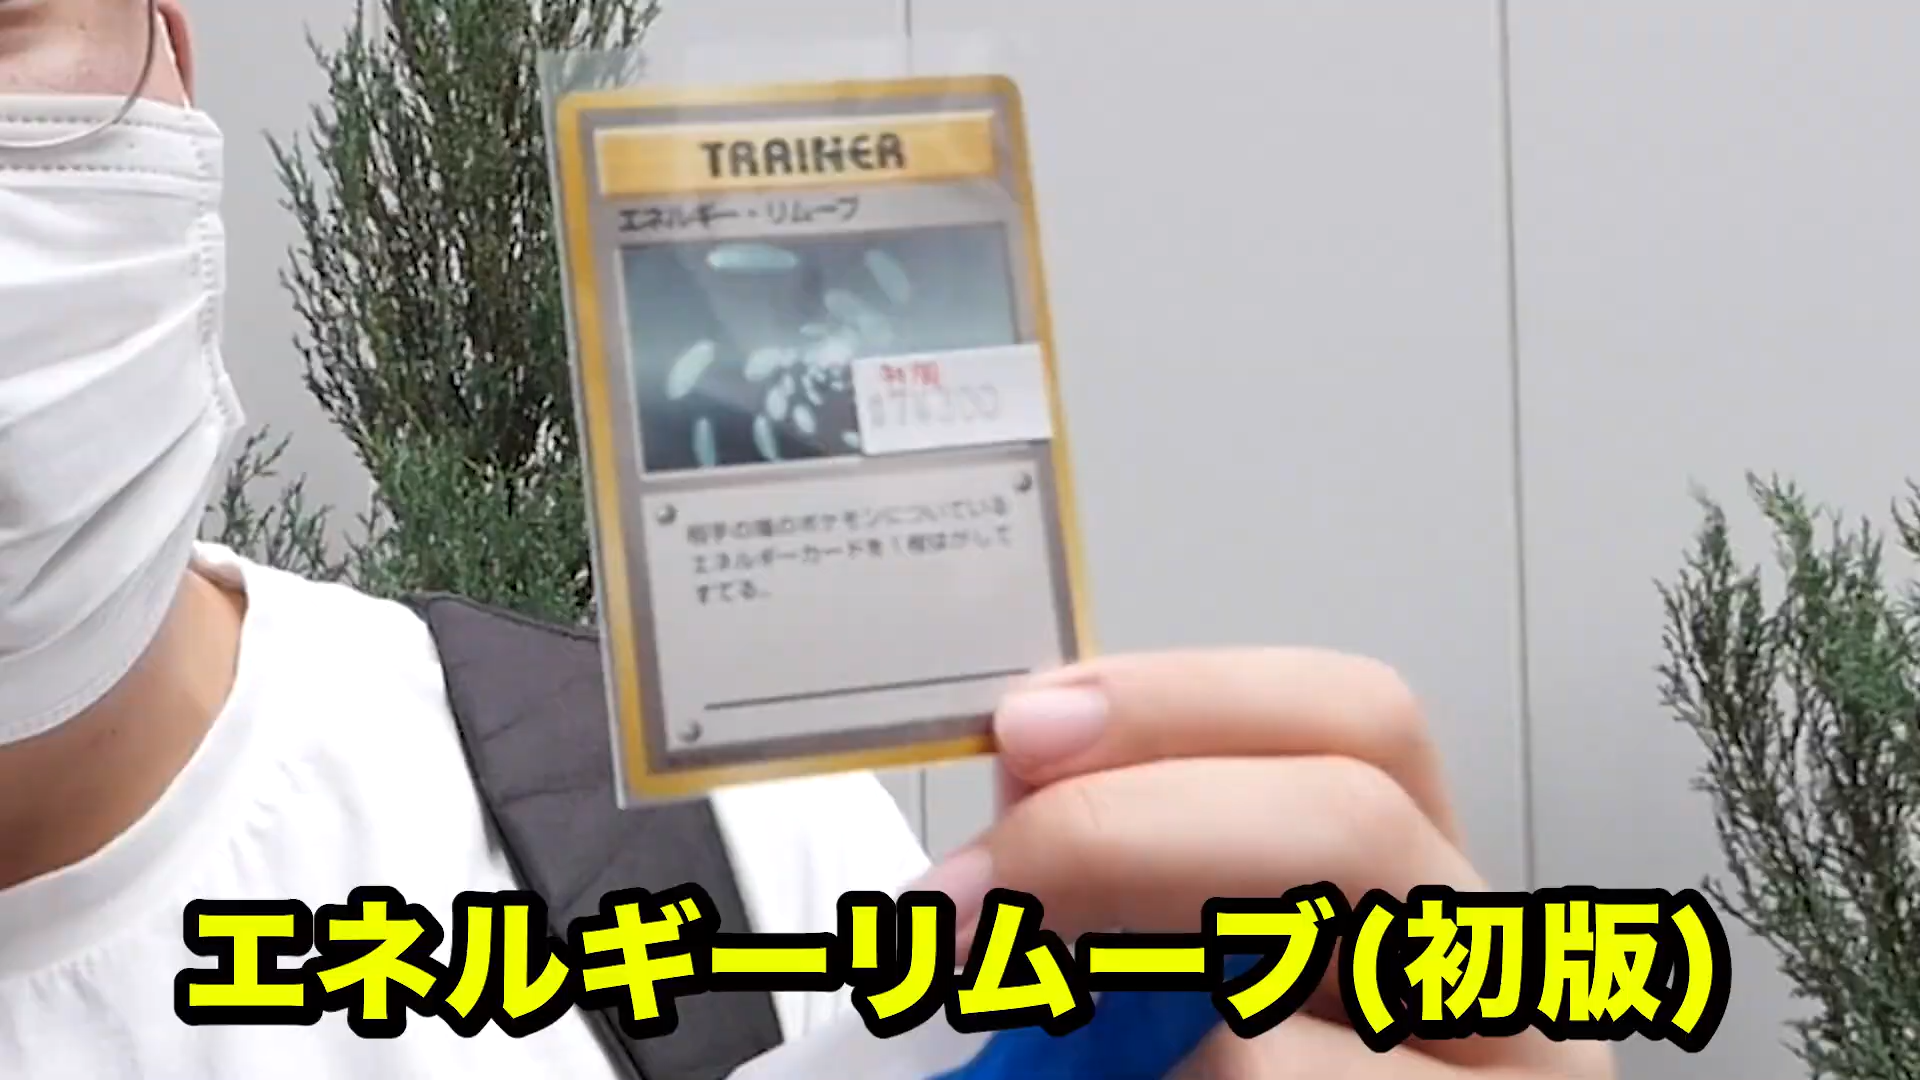 TRAINER
エネルギー・リムーブ
相手の場のポケモンについている
エネルギーカードを1枚はがして
すてる。
エネルギーリムーブ(初版)